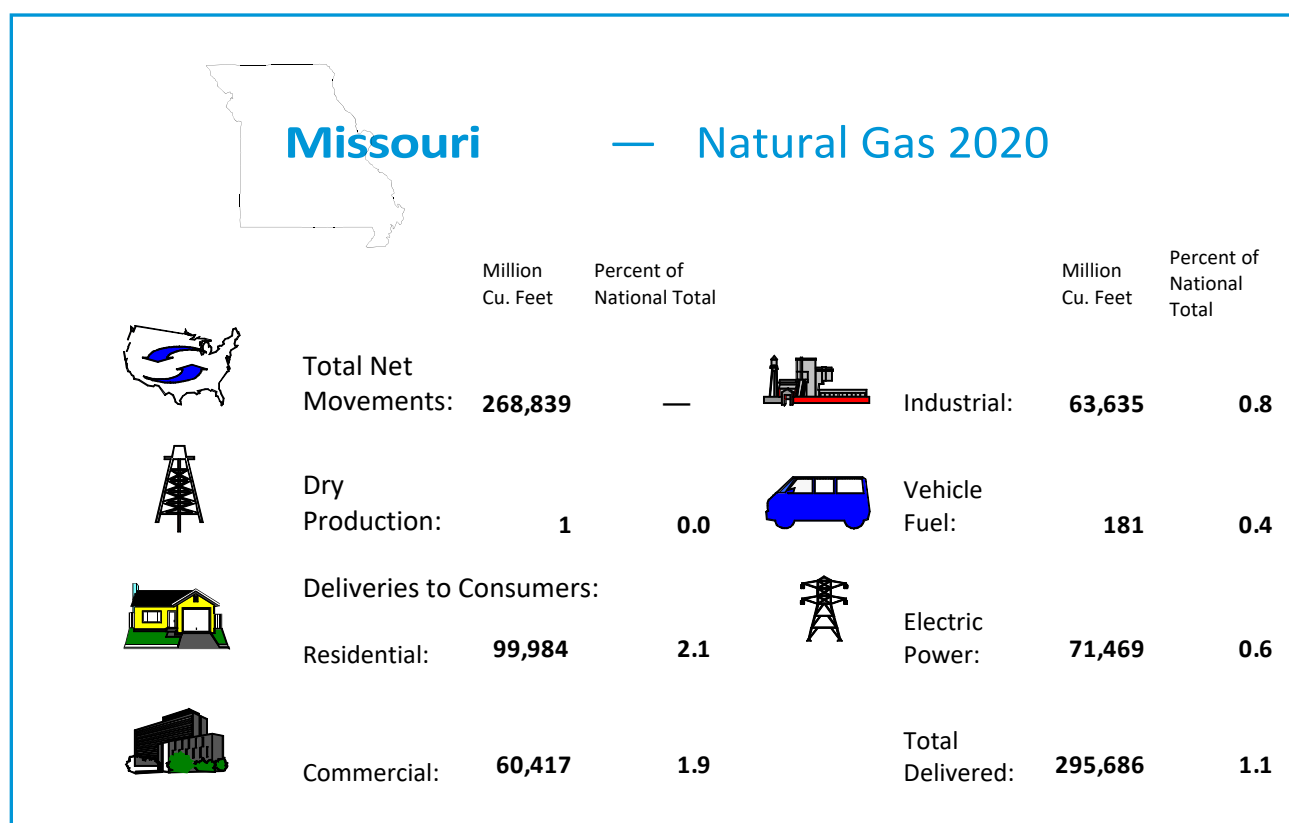 Missouri — Natural Gas 2020
Million
Cu. Feet
Percent of
National Total
Million
Cu. Feet
Percent of
National
Total
Total Net
Movements: 268,839 —
Industrial: 63,635 0.8
Dry
Production: 1 0.0
Vehicle
Fuel: 181 0.4
Deliveries to Consumers:
Residential: 99,984 2.1
Electric
Power: 71,469 0.6
Commercial: 60,417 1.9
Total
Delivered: 295,686 1.1